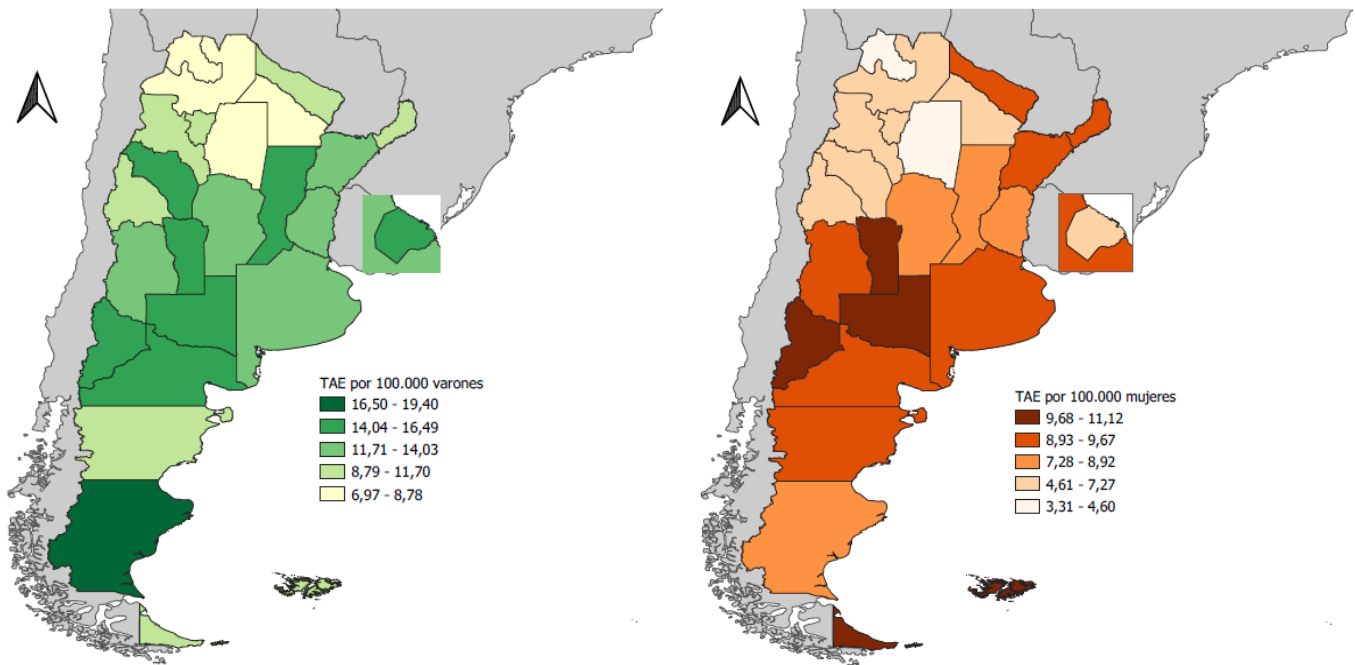 TAE por 100.000 varones
16,50 - 19,40
14,04 - 16,49
11,71 - 14,03
8,79 - 11,70
6,97 - 8,78
TAE por 100.000 mujeres
9,68 - 11,12
8,93 - 9,67
7,28 - 8,92
4,61 - 7,27
3,31 - 4,60